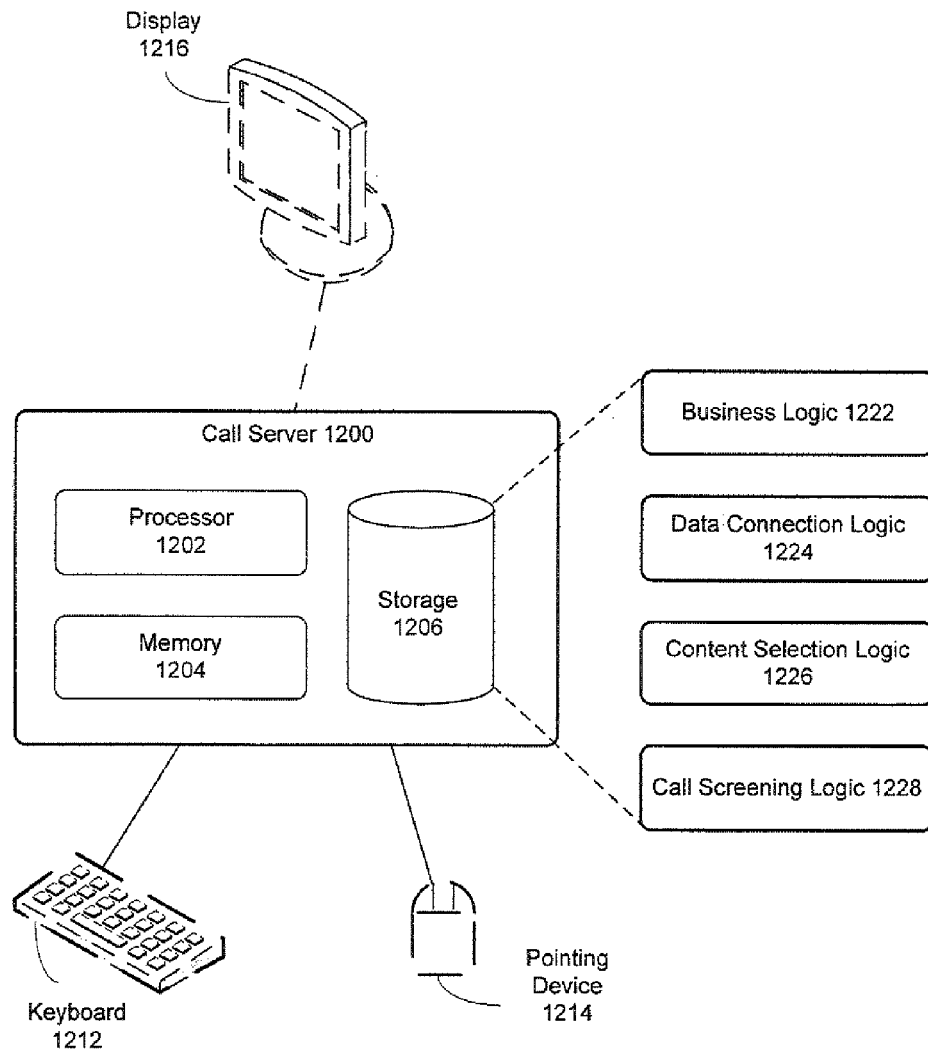 Display
1216
Call Server 1200
Processor
1202
Memory
1204
Storage
1206
Business Logic 1222
Data Connection Logic
1224
Content Selection Logic
1226
Call Screening Logic 1228
Keyboard
1212
Pointing
Device
1214